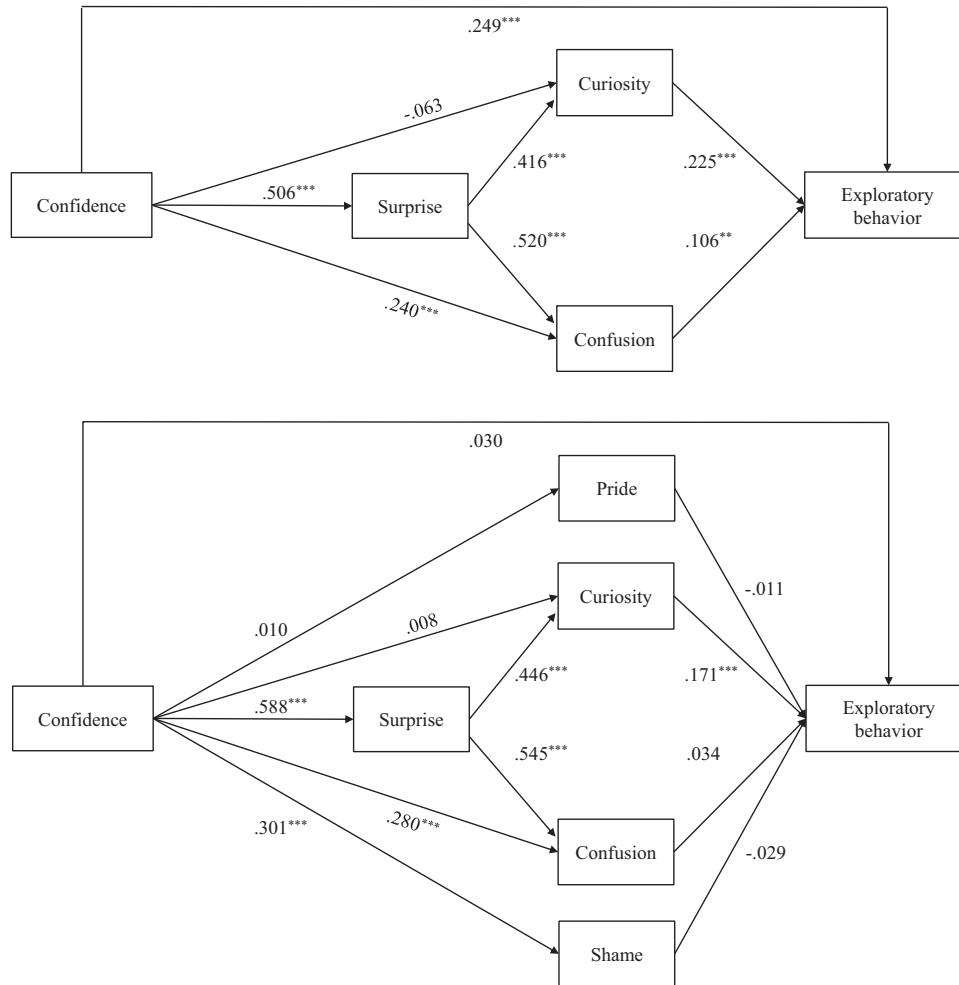 .249***
Curiosity
-.063
.416***
.225***
Confidence
.506***
Surprise
Exploratory
behavior
.520***
.106**
.240***
Confusion
.030
Pride
-.011
Curiosity
.010
.008
.446***
.171***
Confidence
.588***
Surprise
Exploratory
behavior
.545***
.034
.301***
.280***
Confusion
-.029
Shame